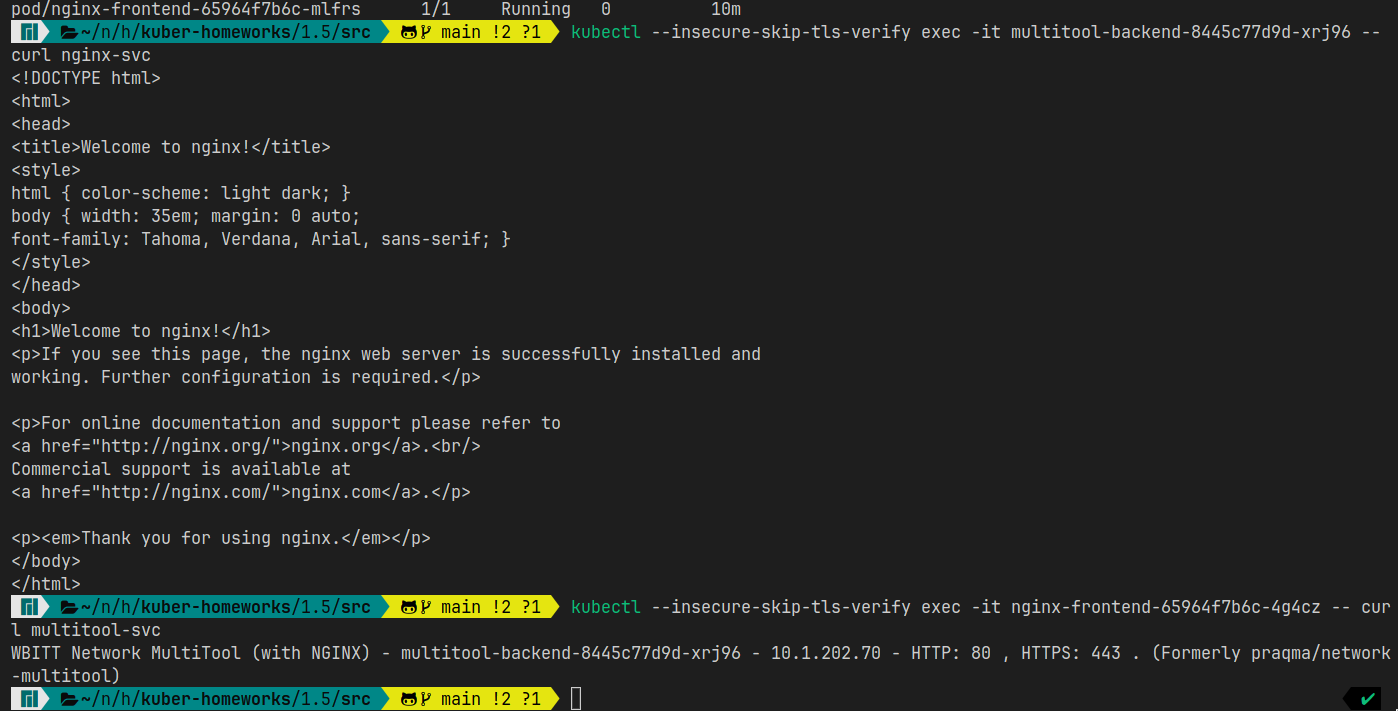 pod/nginx-frontend-65964f7b6c-mlfrs      1/1     Running   0          10m
~/n/h/kuber-homeworks/1.5/src  main !2 ?1  kubectl --insecure-skip-tls-verify exec -it multitool-backend-8445c77d9d-xrj96 --
curl nginx-svc
<!DOCTYPE html>
<html>
<head>
<title>Welcome to nginx!</title>
<style>
html { color-scheme: light dark; }
body { width: 35em; margin: 0 auto;
font-family: Tahoma, Verdana, Arial, sans-serif; }
</style>
</head>
<body>
<h1>Welcome to nginx!</h1>
<p>If you see this page, the nginx web server is successfully installed and
working. Further configuration is required.</p>

<p>For online documentation and support please refer to
<a href="http://nginx.org/">nginx.org</a>.<br/>
Commercial support is available at
<a href="http://nginx.com/">nginx.com</a>.</p>

<p><em>Thank you for using nginx.</em></p>
</body>
</html>
~/n/h/kuber-homeworks/1.5/src  main !2 ?1  kubectl --insecure-skip-tls-verify exec -it nginx-frontend-65964f7b6c-4g4cz -- cur
l multitool-svc
WBITT Network MultiTool (with NGINX) - multitool-backend-8445c77d9d-xrj96 - 10.1.202.70 - HTTP: 80 , HTTPS: 443 . (Formerly praqma/network
-multitool)
~/n/h/kuber-homeworks/1.5/src  main !2 ?1  ✔